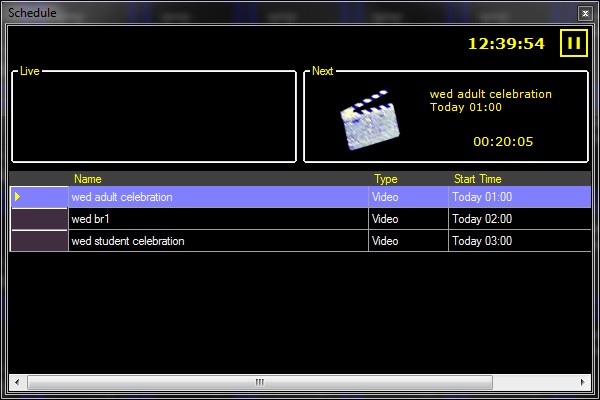 Schedule
12:39:54
Live
Next
wed adult celebration
Today 01:00
00:20:05
Name Type Start Time
wed adult celebration Video Today 01:00
wed br1 Video Today 02:00
wed student celebration Video Today 03:00